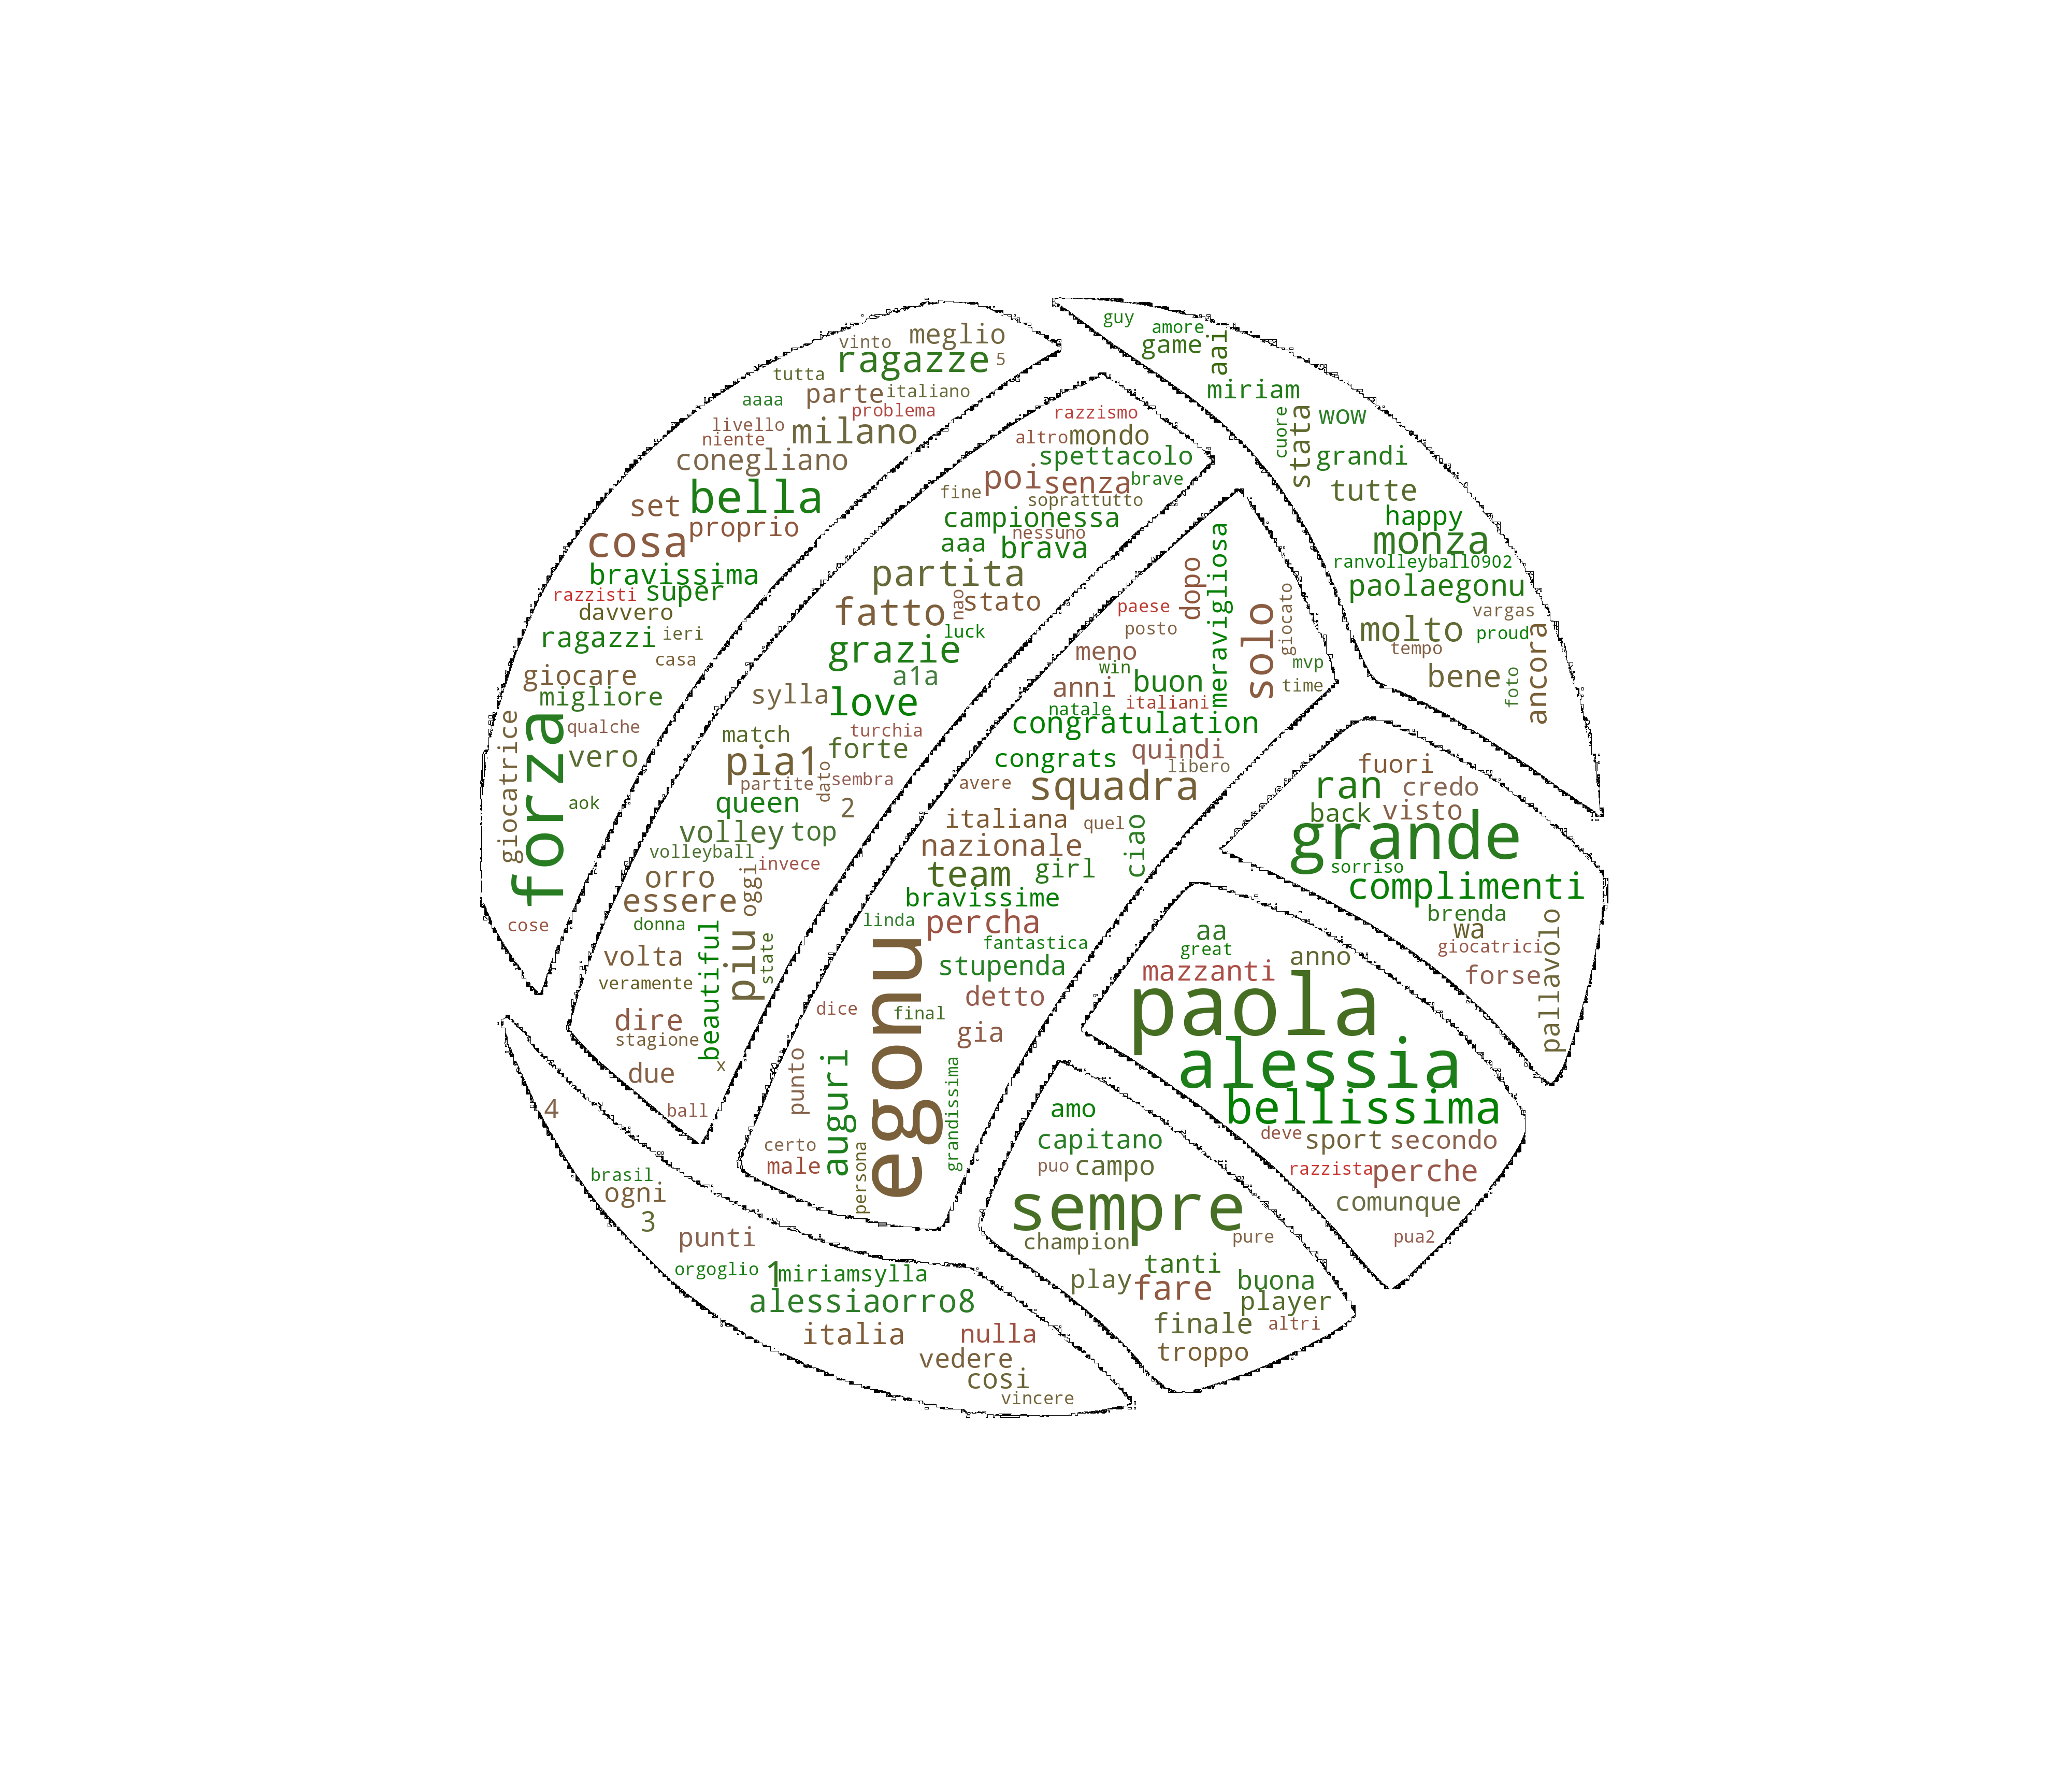 vinto
meglio
ragazze
5
tutta
parte
italiano
aaaa
problema
livello
milano
niente
conegliano
set
bella
proprio
cosa
bravissima
razzisti
super
davvero
ragazzi
ieri
casa
giocare
migliore
giocatrice
forza
qualche
vero
aok
cose
razzismo
altro
mondo
spettacolo
poi
senza
brave
fine
soprattutto
campionessa
nessuno
aaa
brava
partita
nao
stato
fatto
luck
grazie
a1a
sylla
love
turchia
match
forte
pia1
dato
sembra
partite
queen
2
volley
top
volleyball
invece
orro
oggi
essere
donna
beautiful
piu
state
volta
veramente
dire
stagione
x
due
ball
guy
amore
game
aai
miriam
cuore
stata
wow
grandi
tutte
happy
monza
ranvolleyball0902
paolaegonu
vargas
molto
proud
tempo
ancora
bene
foto
meravigliosa
dopo
giocato
paese
solo
posto
meno
win
mvp
buon
anni
time
natale
italiani
congratulation
quindi
congrats
libero
avere
squadra
italiana
quel
ciao
nazionale
team
girl
bravissime
linda
percha
egonu
fantastica
stupenda
detto
dice
final
gia
punto
auguri
grandissima
certo
male
persona
fuori
ran
credo
back
visto
grande
sorriso
complimenti
brenda
pallavolo
wa
giocatrici
forse
aa
great
anno
mazzanti
paola
alessia
bellissima
deve
sport
secondo
razzista
perche
comunque
pua2
amo
capitano
puo
campo
sempre
champion
pure
tanti
play
fare
buona
player
finale
altri
troppo
4
brasil
ogni
3
punti
orgoglio
1
miriamsylla
alessiaorro8
italia
nulla
vedere
cosi
vincere